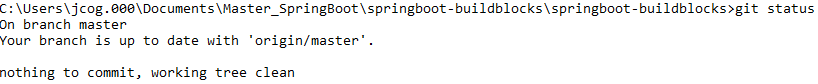 C:\Users\jcog.000\Documents\Master_SpringBoot\springboot-buildblocks\springboot-buildblocks>git status
On branch master
Your branch is up to date with 'origin/master'.
nothing to commit, working tree clean